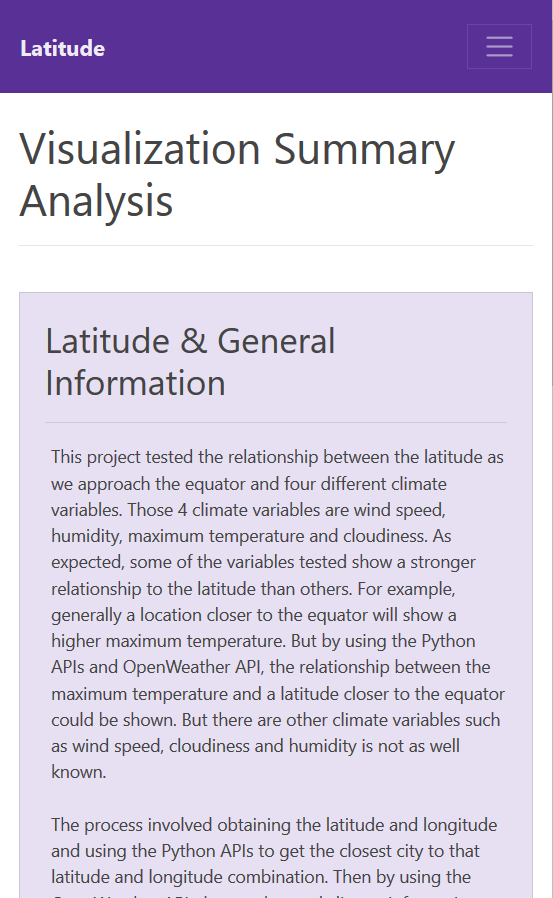 Latitude
Visualization Summary
Analysis
Latitude & General
Information
This project tested the relationship between the latitude as
we approach the equator and four different climate
variables. Those 4 climate variables are wind speed,
humidity, maximum temperature and cloudiness. As
expected, some of the variables tested show a stronger
relationship to the latitude than others. For example,
generally a location closer to the equator will show a
higher maximum temperature. But by using the Python
APIs and OpenWeather API, the relationship between the
maximum temperature and a latitude closer to the equator
could be shown. But there are other climate variables such
as wind speed, cloudiness and humidity is not as well
known.
The process involved obtaining the latitude and longitude
and using the Python APIs to get the closest city to that
latitude and longitude combination. Then by using the